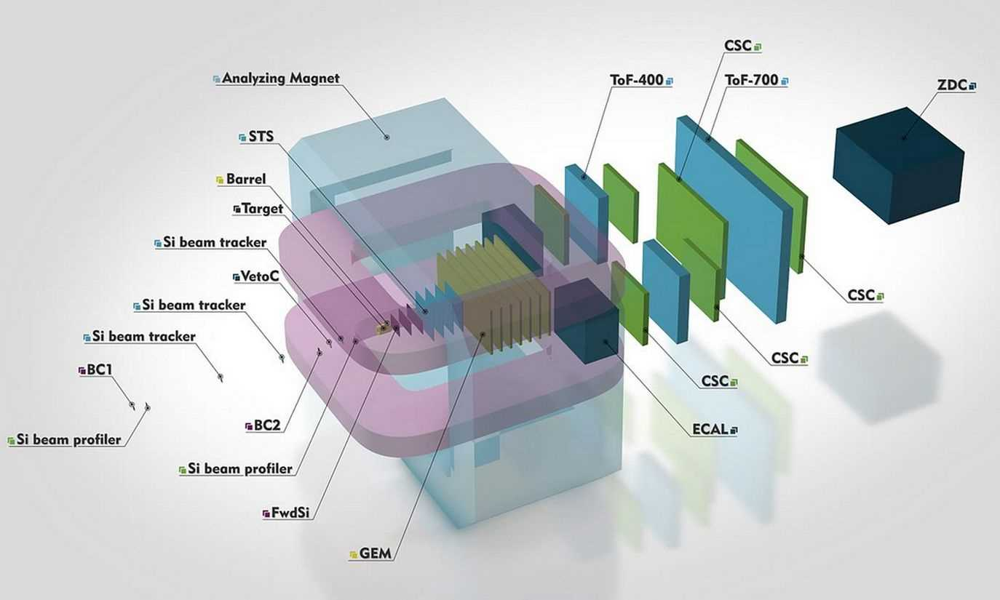 CSC
Analyzing Magnet
ToF-400
ToF-700
ZDC
STS
Barrel
Target
Si beam tracker
VetoC
CSC
Si beam tracker
Si beam tracker
CSC
BC1
CSC
BC2
ECAL
Si beam profiler
Si beam profiler
FwdSi
GEM